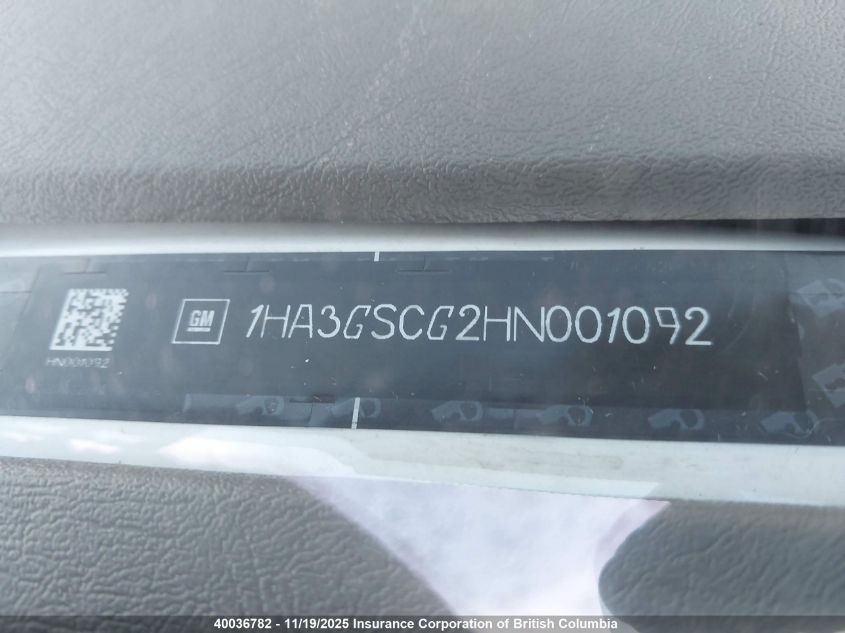 GM 1HA3GSCG2HN001092
HN001092
40036782 - 11/19/2025 Insurance Corporation of British Columbia